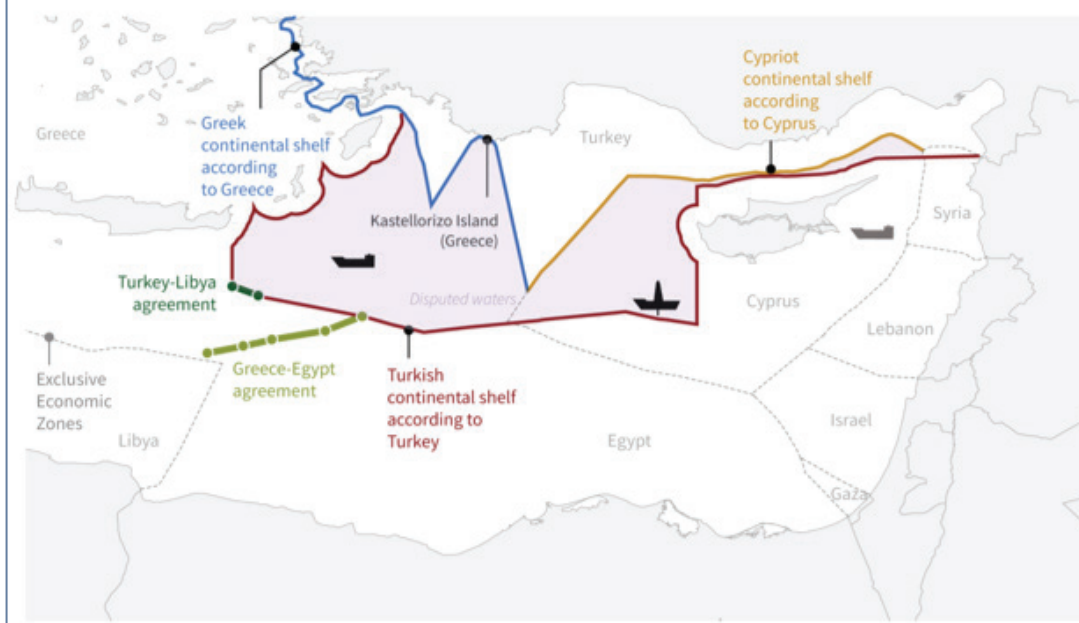 Cypriot
continental shelf
according
to Cyprus
Greece
Greek
continental shelf
according
to Greece
Turkey
Kastellorizo Island
(Greece)
Syria
Turkey-Libya
agreement
Disputed waters
Cyprus
Lebanon
Exclusive
Economic
Zones
Greece-Egypt
agreement
Turkish
continental shelf
according to
Turkey
Libya
Egypt
Israel
Gaza